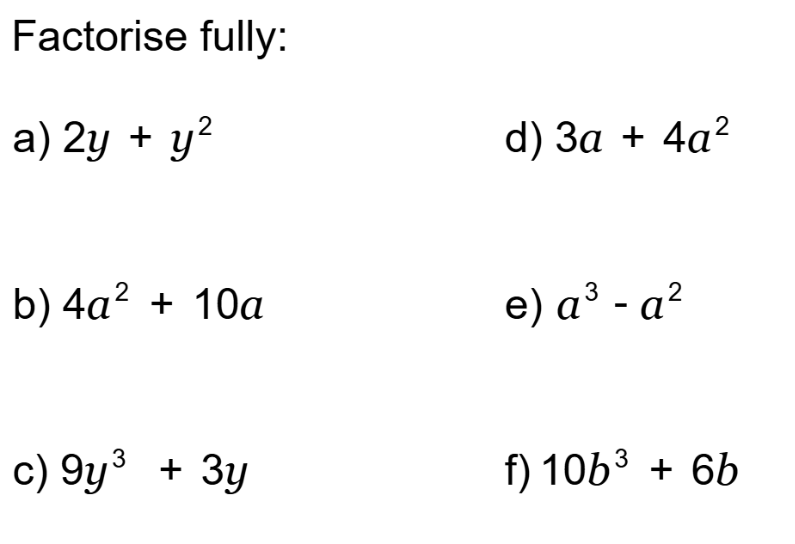 Factorise fully:
a) 2y + y²
d) 3a + 4a²
b) 4a² + 10a
e) a³ - a²
c) 9y³ + 3y
f) 10b³ + 6b